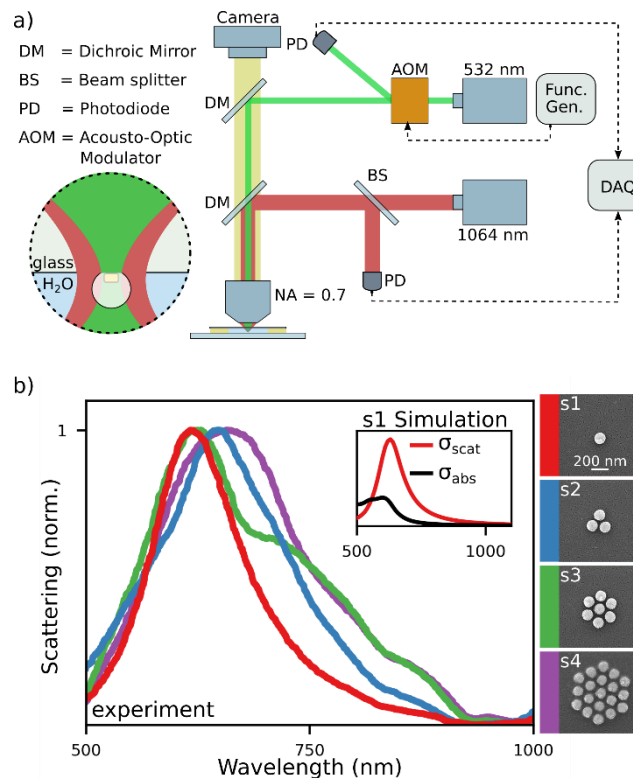 a)
Camera
DM = Dichroic Mirror
BS = Beam splitter
PD = Photodiode
AOM = Acousto-Optic
Modulator
PD
AOM
532 nm
Func.
Gen.
DM
BS
DAQ
DM
1064 nm
PD
NA = 0.7
glass
H₂O
b)
1
Scattering (norm.)
s1 Simulation
σscat
σabs
500
1000
experiment
500
750
1000
Wavelength (nm)
s1
200 nm
s2
s3
s4